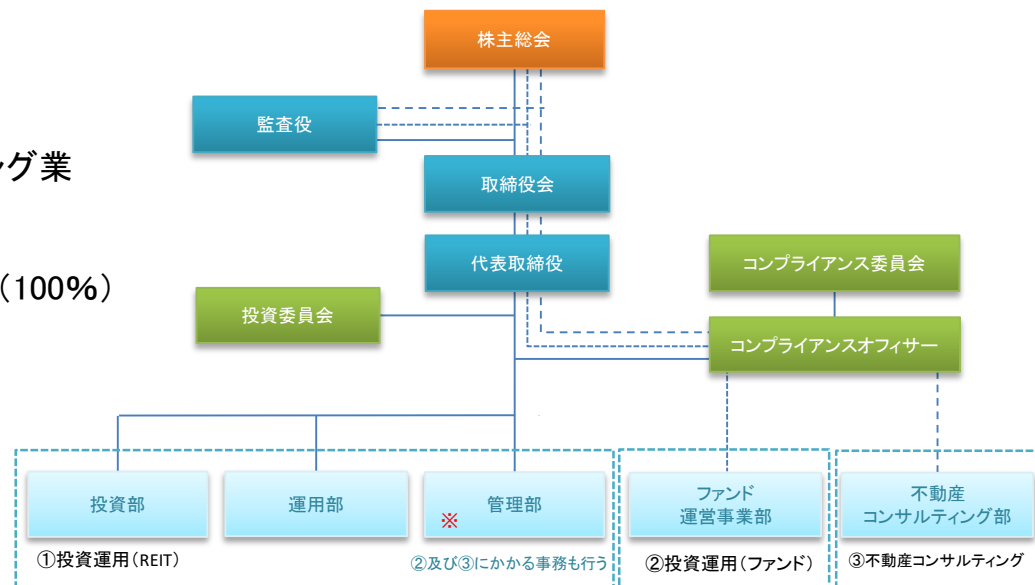 株主総会
監査役
ング業
取締役会
代表取締役
コンプライアンス委員会
(100%)
投資委員会
コンプライアンスオフィサー
投資部
運用部
※
管理部
ファンド
運営事業部
不動産
コンサルティング部
①投資運用(REIT)
②及び③にかかる事務も行う
②投資運用(ファンド)
③不動産コンサルティング